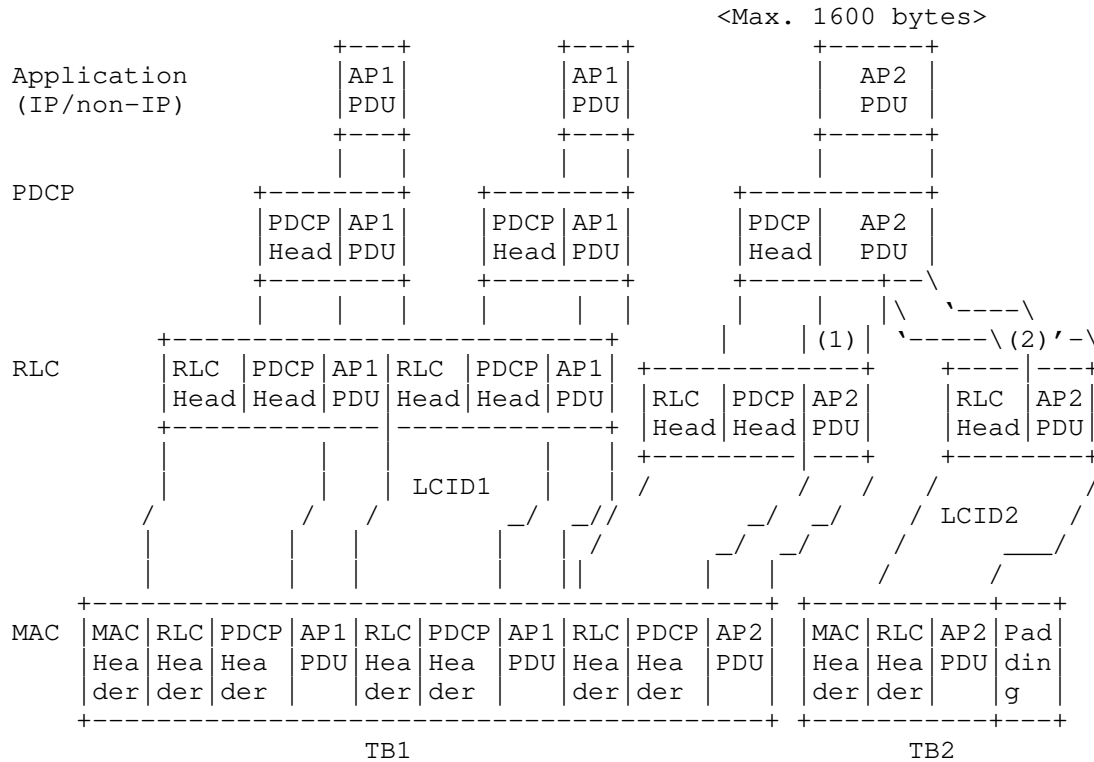 <Max. 1600 bytes>
+---+ +---+ +------+
Application |AP1| |AP1| | AP2 |
(IP/non-IP) |PDU| |PDU| | PDU |
+---+ +---+ +------+
| | | | | |
PDCP +--------+ +--------+ +-----------+
|PDCP|AP1| |PDCP|AP1| |PDCP| AP2 |
|Head|PDU| |Head|PDU| |Head| PDU |
+--------+ +--------+ +--------+--\
| | | | | | | | |\ `----\
+---------------------------+ | |(1)| `-----\(2)'-\
RLC |RLC |PDCP|AP1|RLC |PDCP|AP1| +-------------+ +----|---+
|Head|Head|PDU|Head|Head|PDU| |RLC |PDCP|AP2| |RLC |AP2|
+-------------|-------------+ |Head|Head|PDU| |Head|PDU|
| | | | | +---------|---+ +--------+
| | | LCID1 | | / / / / /
/ / / _/ _// _/ _/ / LCID2 /
| | | | | / _/ _/ / ___/
| | | | || | | / /
+------------------------------------------+ +-----------+---+
MAC |MAC|RLC|PDCP|AP1|RLC|PDCP|AP1|RLC|PDCP|AP2| |MAC|RLC|AP2|Pad|
|Hea|Hea|Hea |PDU|Hea|Hea |PDU|Hea|Hea |PDU| |Hea|Hea|PDU|din|
|der|der|der | |der|der | |der|der | | |der|der| |g |
+------------------------------------------+ +-----------+---+
TB1 TB2